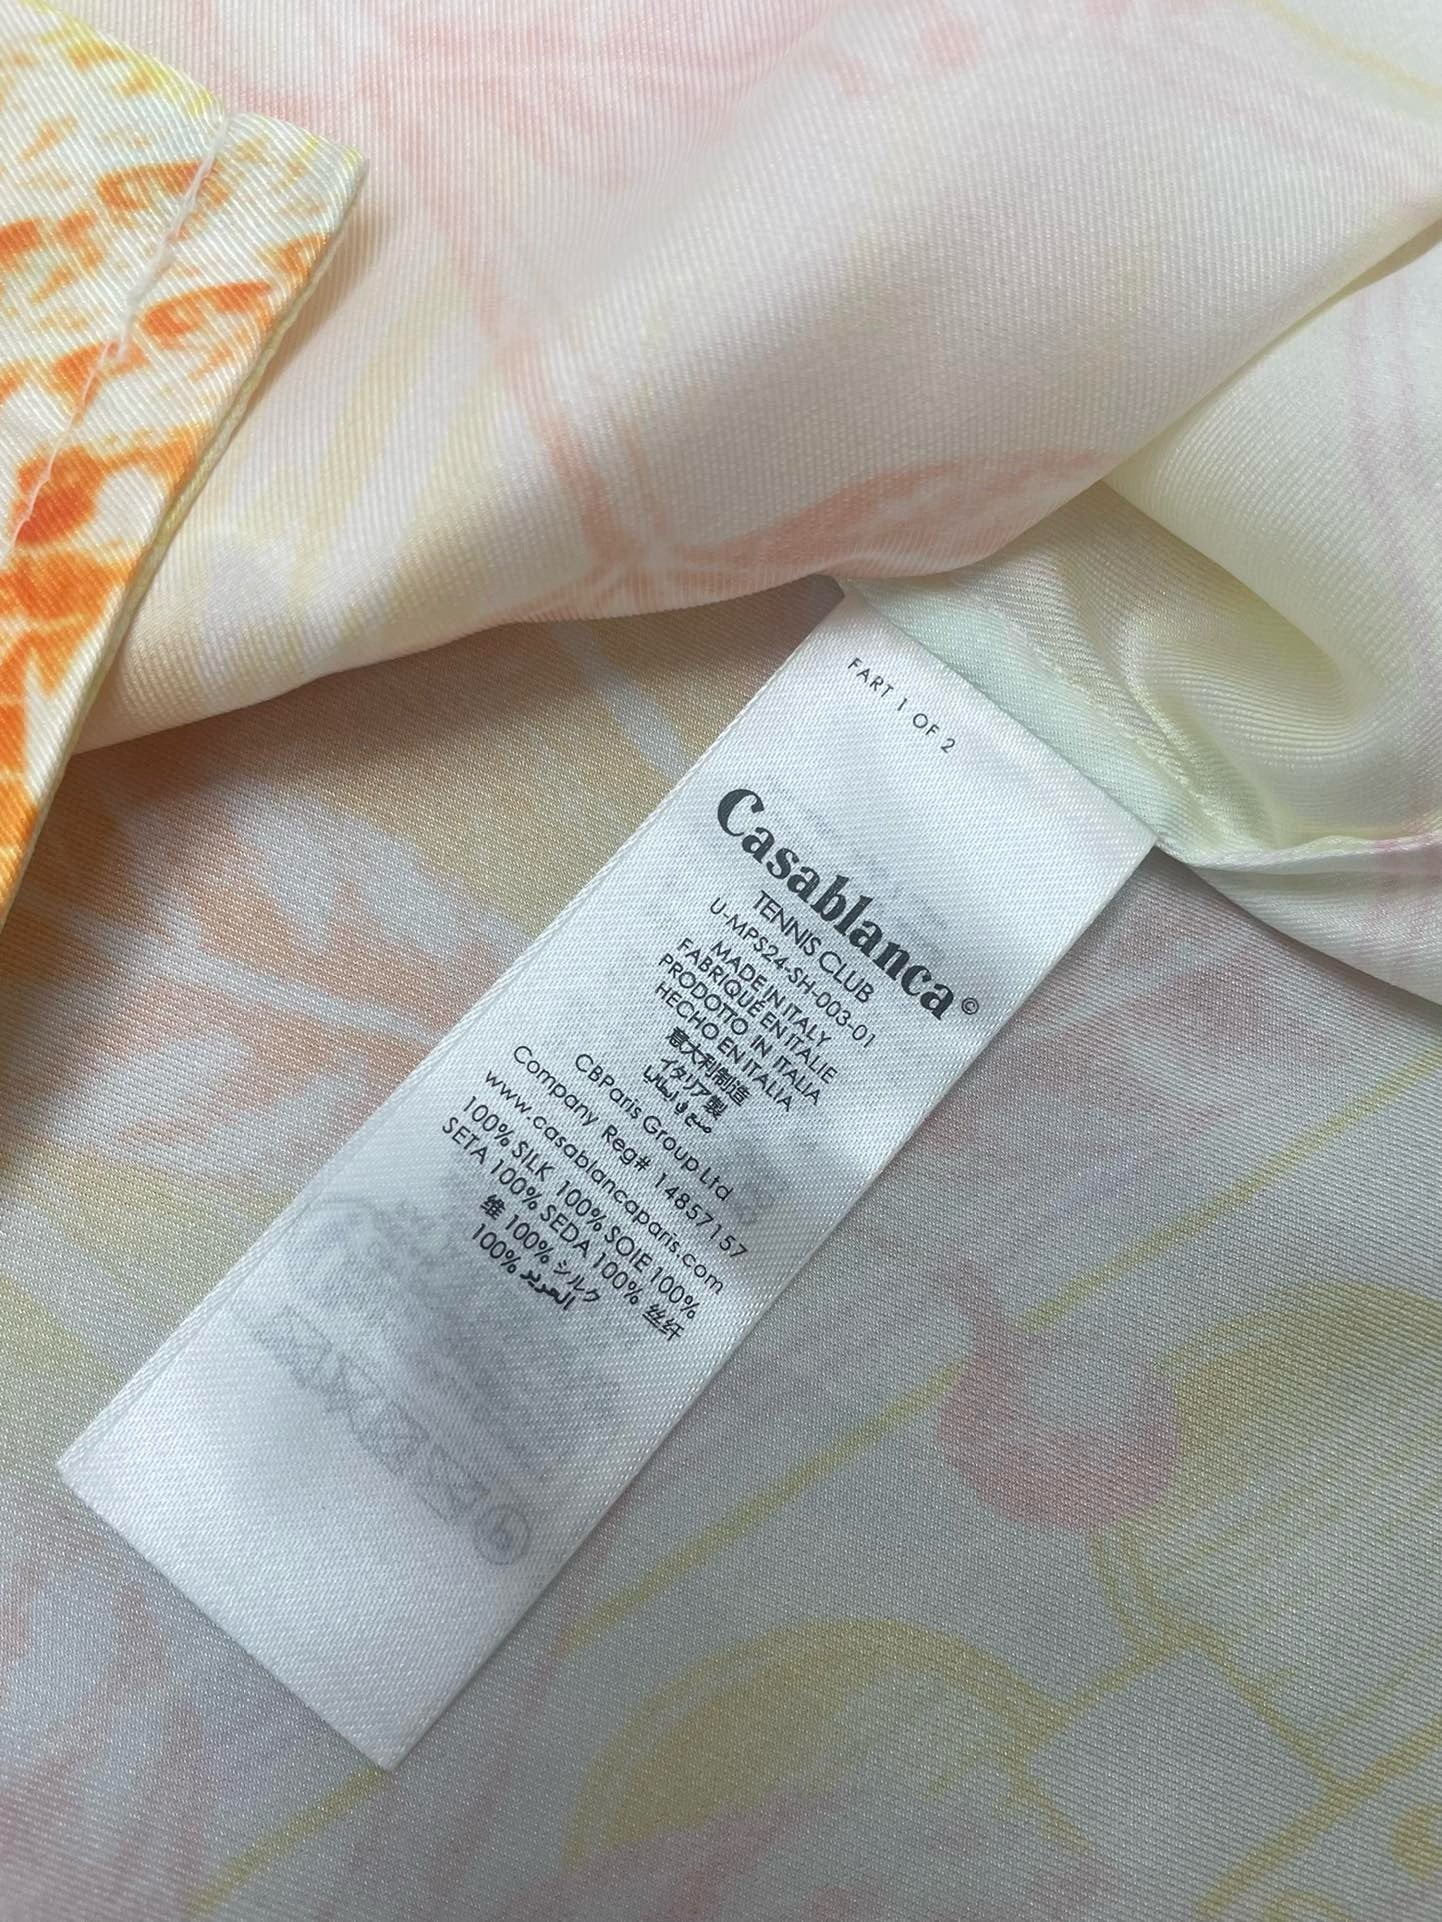 FART 1 OF 2
Casablanca©
TENNIS CLUB
U-MPS24-SH-003-01
MADE IN ITALY
FABRIQUÉ EN ITALIE
PRODOTTO IN ITALIA
HECHO EN ITALIA
意大利制造
イタリア製
CBParis Group Ltd
Company Reg# 14857157
www.casablancaparis.com
100% SILK 100% SOIE 100%
SETA 100% SEDA 100% 丝纤
维 100% シルク
100% الحرير